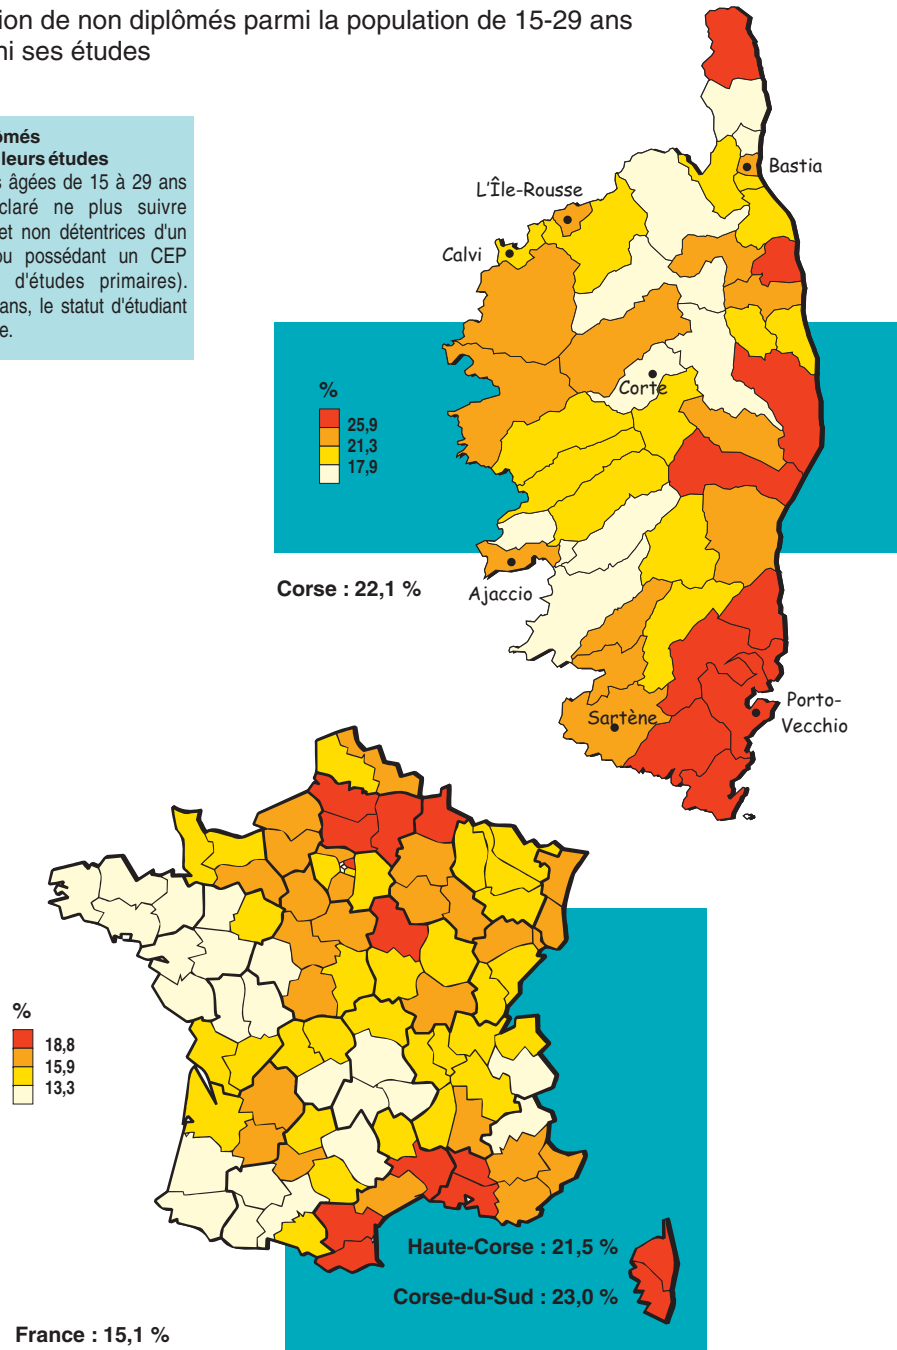 ion de non diplômés parmi la population de 15-29 ans
ni ses études
ômés
leurs études
s âgées de 15 à 29 ans
claré ne plus suivre
et non détentrices d'un
ou possédant un CEP
d'études primaires).
ans, le statut d'étudiant
e.
Bastia
L'Île-Rousse
Calvi
Corte
%
25,9
21,3
17,9
Corse : 22,1 %
Ajaccio
Sartène
Porto-
Vecchio
%
18,8
15,9
13,3
Haute-Corse : 21,5 %
Corse-du-Sud : 23,0 %
France : 15,1 %